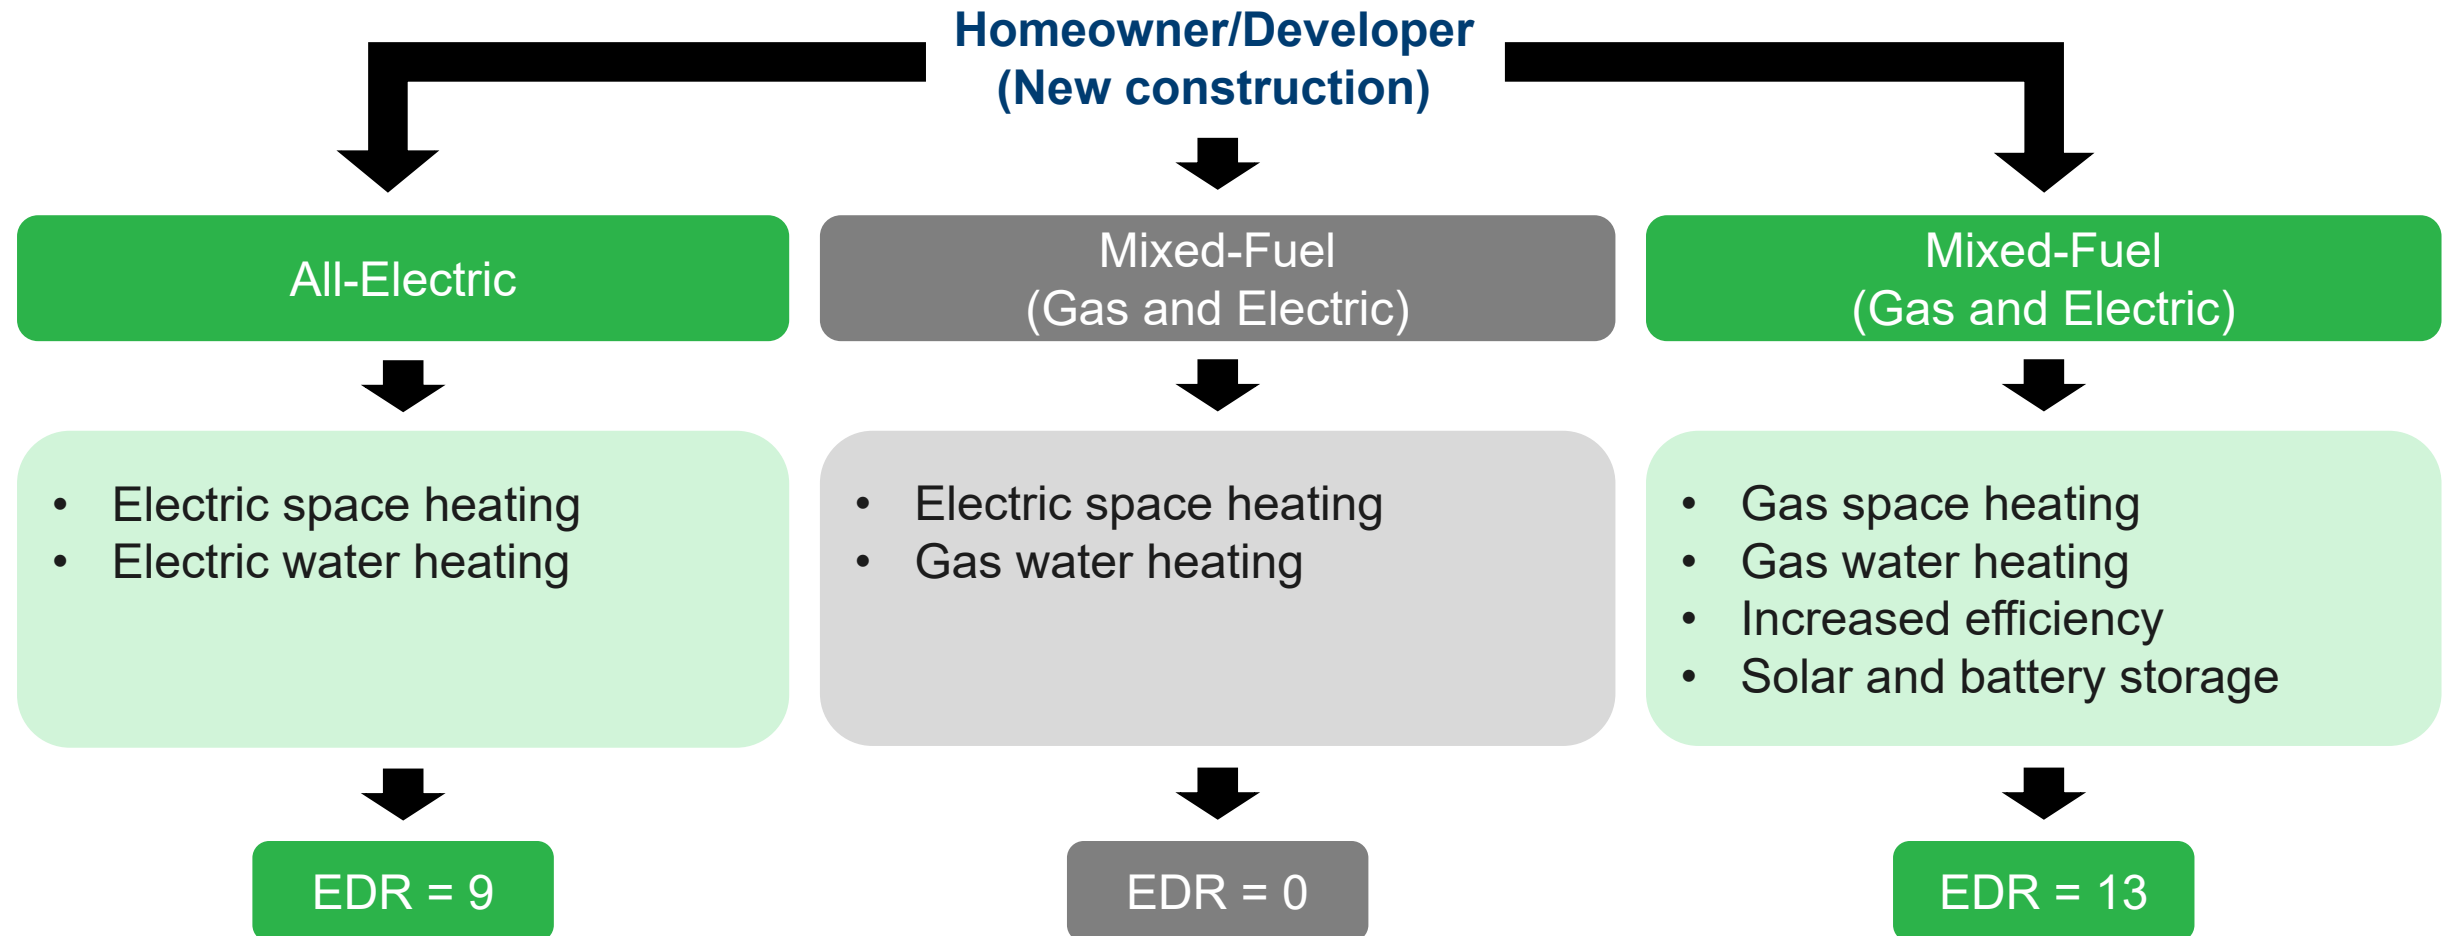 Homeowner/Developer
(New construction)
All-Electric
Mixed-Fuel
(Gas and Electric)
Mixed-Fuel
(Gas and Electric)
• Electric space heating
• Electric water heating
• Electric space heating
• Gas water heating
• Gas space heating
• Gas water heating
• Increased efficiency
• Solar and battery storage
EDR = 9
EDR = 0
EDR = 13